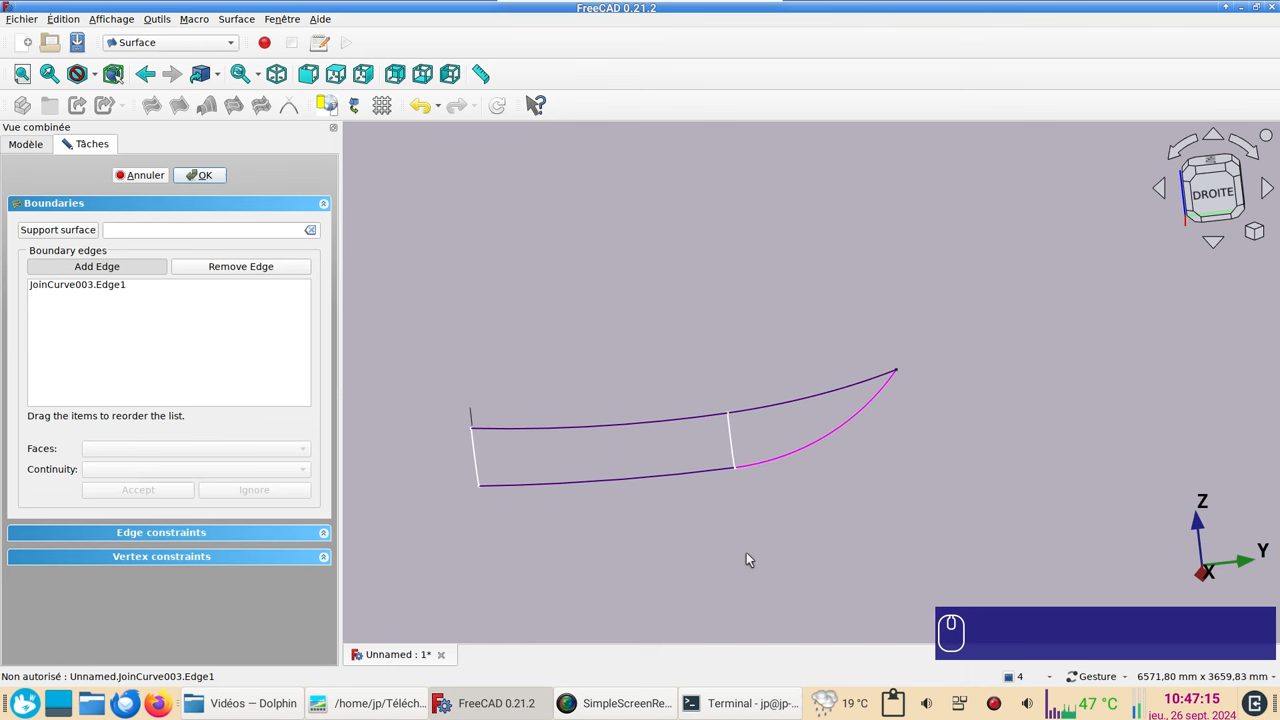 FreeCAD 0.21.2
Fichier Édition Affichage Outils Macro Surface Fenêtre Aide
Surface
Vue combinée
Modèle Tâches
Annuler OK
Boundaries
Support surface
Boundary edges
Add Edge Remove Edge
JoinCurve003.Edge1
Drag the items to reorder the list.
Faces:
Continuity:
Accept Ignore
Edge constraints
Vertex constraints
DROITE
Z
Y
X
Unnamed : 1*
Non autorisé : Unnamed.JoinCurve003.Edge1
4 Gesture 6571,80 mm x 3659,83 mm
Vidéos — Dolphin
/home/jp/Téléch...
FreeCAD 0.21.2
SimpleScreenRe...
Terminal - jp@jp-...
19 °C
47 °C
10:47:15
jeu., 26 sept. 2024